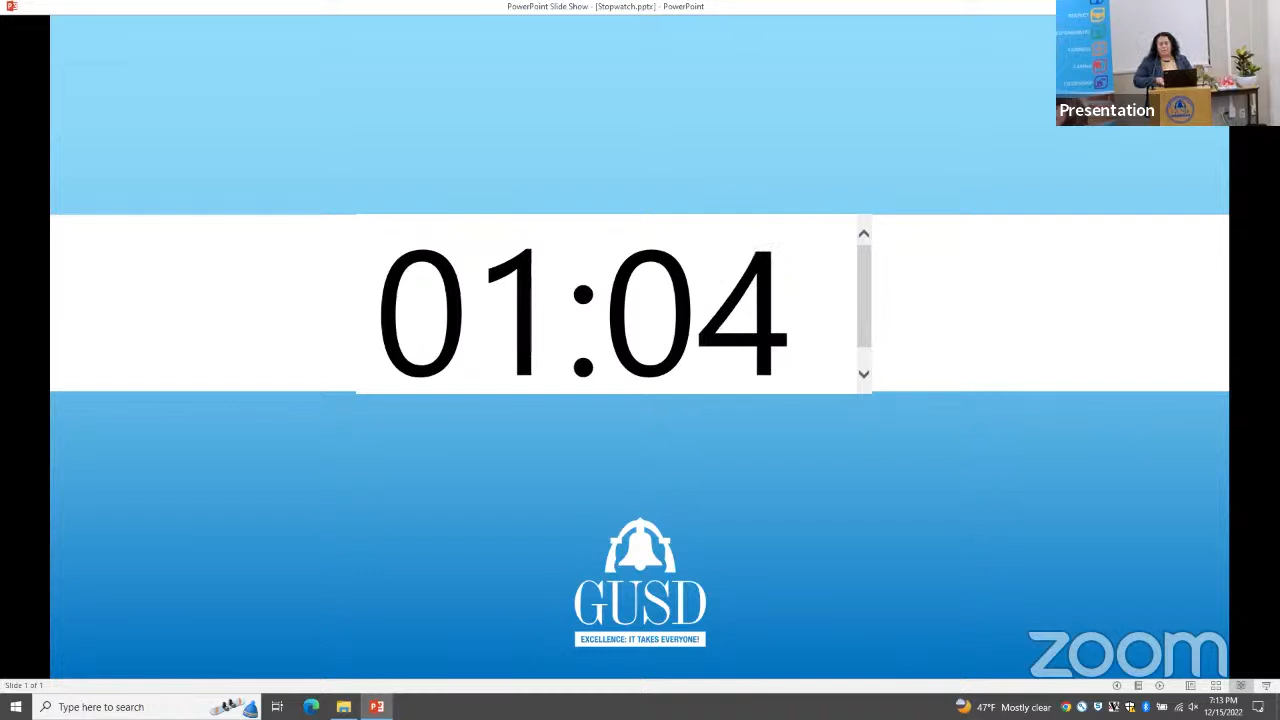 PowerPoint Slide Show - [Stopwatch.pptx] - PowerPoint
Presentation
01:04
GUSD
EXCELLENCE: IT TAKES EVERYONE!
zoom
Slide 1 of 1
Type here to search
47°F Mostly clear
7:13 PM
12/15/2022